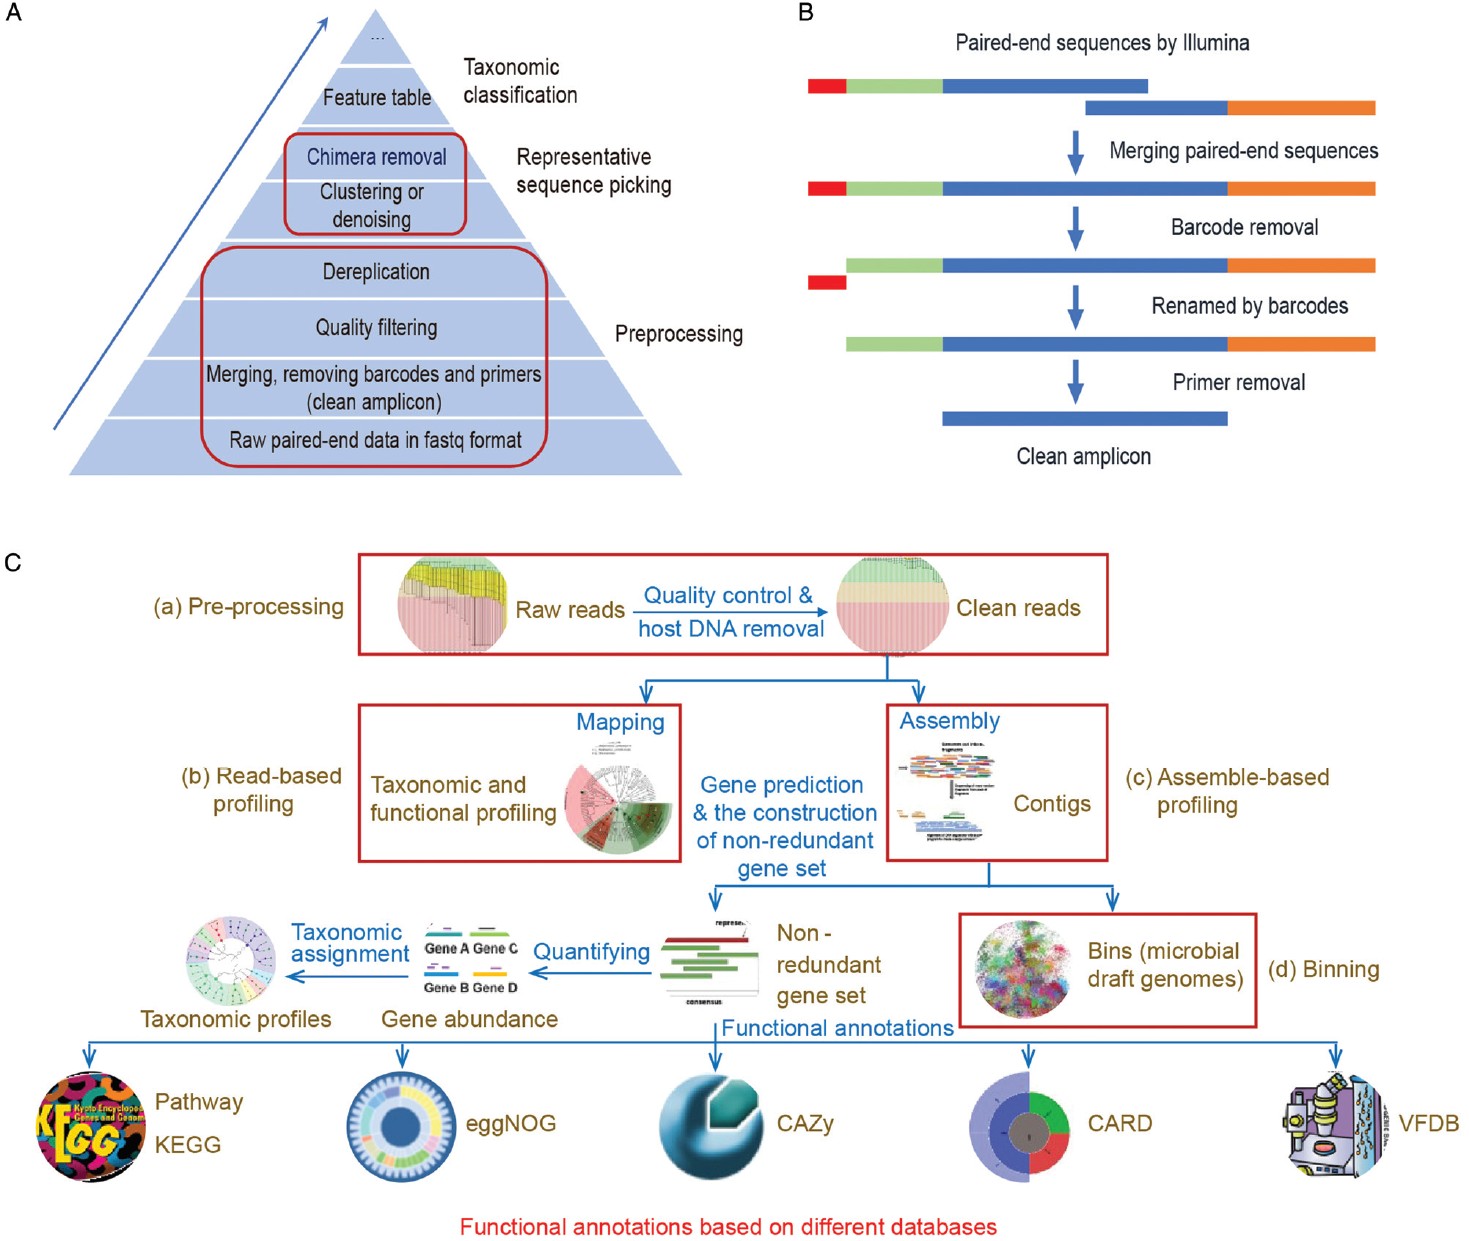 A
...
Feature table
Taxonomic
classification
Chimera removal
Clustering or
denoising
Representative
sequence picking
Dereplication
Quality filtering
Merging, removing barcodes and primers
(clean amplicon)
Raw paired-end data in fastq format
Preprocessing
B
Paired-end sequences by Illumina
Merging paired-end sequences
Barcode removal
Renamed by barcodes
Primer removal
Clean amplicon
C
(a) Pre-processing
Raw reads
Quality control &
host DNA removal
Clean reads
(b) Read-based
profiling
Mapping
Taxonomic and
functional profiling
Gene prediction
& the construction
of non-redundant
gene set
Assembly
Contigs
(c) Assemble-based
profiling
Taxonomic
assignment
Taxonomic profiles
Gene A Gene C
Gene B Gene D
Gene abundance
Quantifying
consensus
Non -
redundant
gene set
Bins (microbial
draft genomes)
(d) Binning
Functional annotations
KEGG
Pathway
KEGG
eggNOG
CAZy
CARD
VFDB
Functional annotations based on different databases